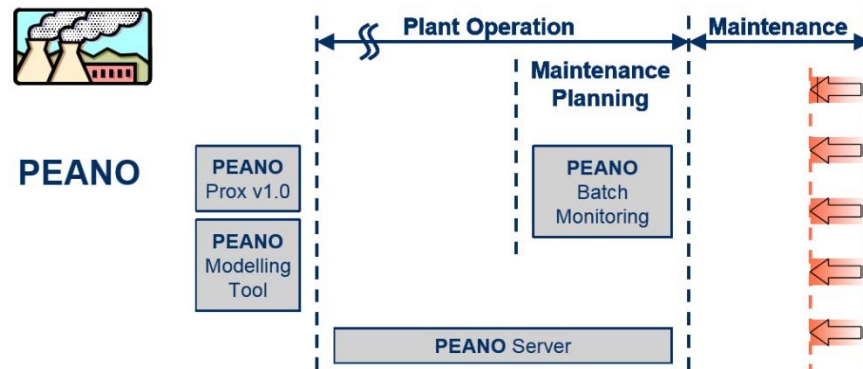 Plant Operation
Maintenance
Maintenance
Planning
PEANO
PEANO
Prox v1.0
PEANO
Batch
Monitoring
PEANO
Modelling
Tool
PEANO Server